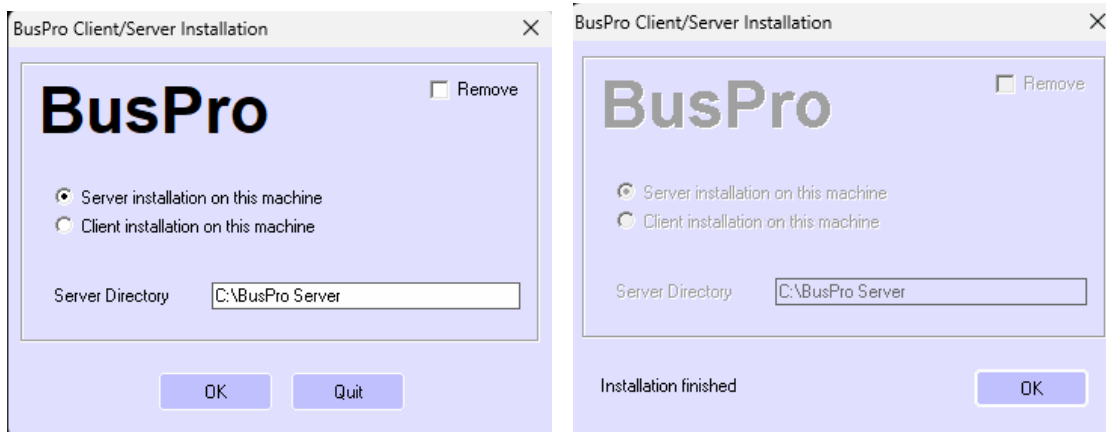 BusPro Client/Server Installation
Remove
BusPro
Server installation on this machine
Client installation on this machine
Server Directory C:\BusPro Server
OK Quit
BusPro Client/Server Installation
Remove
BusPro
Server installation on this machine
Client installation on this machine
Server Directory C:\BusPro Server
Installation finished OK